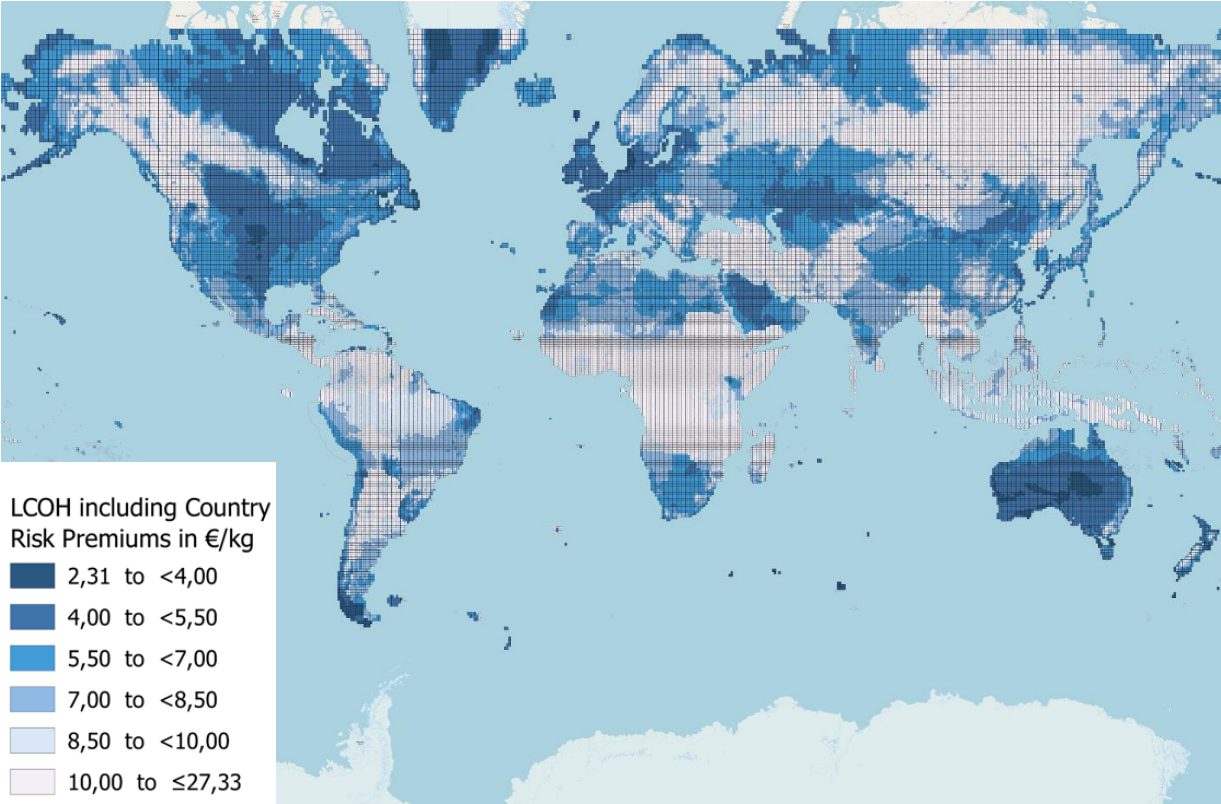 LCOH including Country
Risk Premiums in €/kg
2,31 to <4,00
4,00 to <5,50
5,50 to <7,00
7,00 to <8,50
8,50 to <10,00
10,00 to ≤27,33